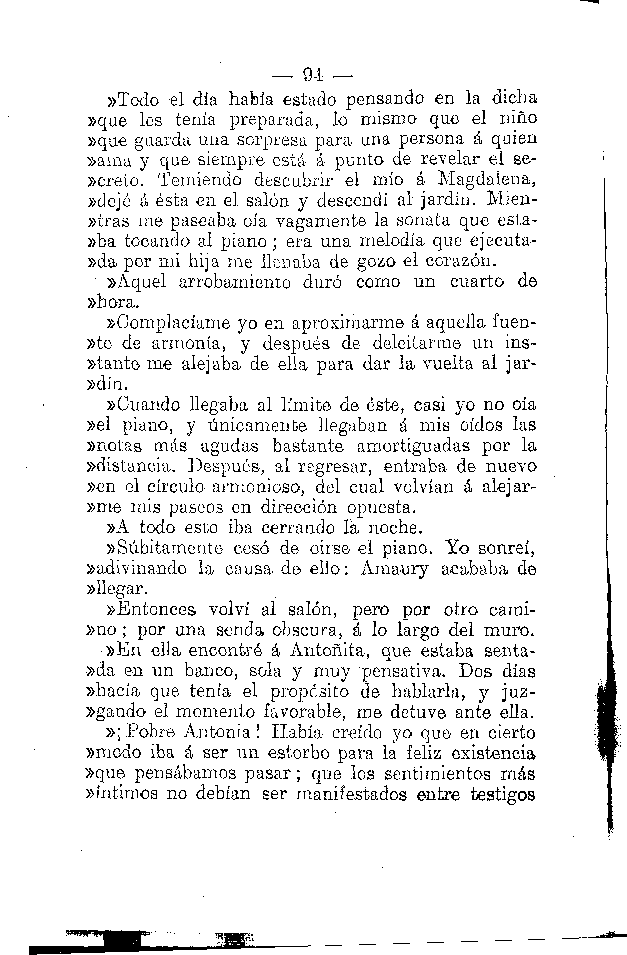 — 94 —
»Todo el día había estado pensando en la dicha
»que les tenía preparada, lo mismo que el niño
»que guarda una sorpresa para una persona á quien
»ama y que siempre está á punto de revelar el se-
»creto. Temiendo descubrir el mío á Magdalena,
»dejé á ésta en el salón y descendí al jardín. Mien-
»tras me paseaba oía vagamente la sonata que esta-
»ba tocando al piano; era una melodía que ejecuta-
»da por mi hija me llenaba de gozo el corazón.
»Aquel arrobamiento duró como un cuarto de
»hora.
»Complacíame yo en aproximarme á aquella fuen-
»te de armonía, y después de deleitarme un ins-
»tante me alejaba de ella para dar la vuelta al jar-
»dín.
»Cuando llegaba al límite de éste, casi yo no oía
»el piano, y únicamente llegaban á mis oídos las
»notas más agudas bastante amortiguadas por la
»distancia. Después, al regresar, entraba de nuevo
»en el círculo armonioso, del cual volvían á alejar-
»me mis paseos en dirección opuesta.
»A todo esto iba cerrando la noche.
»Súbitamente cesó de oirse el piano. Yo sonreí,
»adivinando la causa de ello: Amaury acababa de
»llegar.
»Entonces volví al salón, pero por otro cami-
»no; por una senda obscura, á lo largo del muro.
»En ella encontré á Antoñita, que estaba senta-
»da en un banco, sola y muy pensativa. Dos días
»hacía que tenía el propósito de hablarla, y juz-
»gando el momento favorable, me detuve ante ella.
»¡Pobre Antonia! Había creído yo que en cierto
»modo iba á ser un estorbo para la feliz existencia
»que pensábamos pasar; que los sentimientos más
»íntimos no debían ser manifestados entre testigos